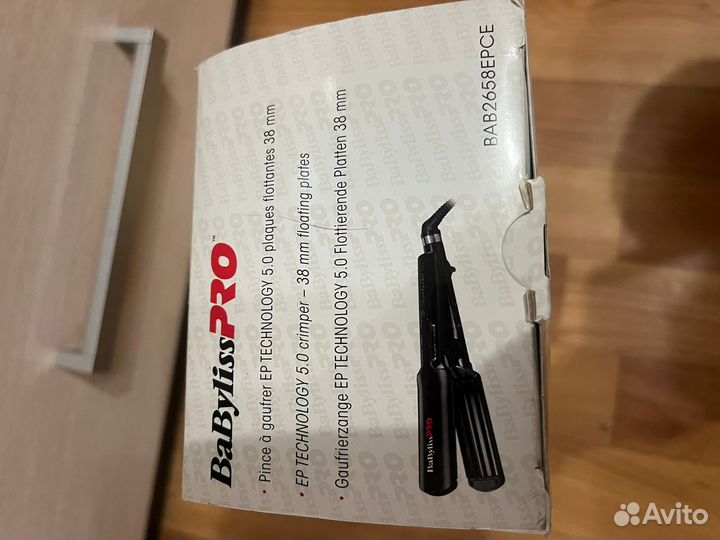 BaBylissPRO™
• Pince à gaufrer EP TECHNOLOGY 5.0 plaques flottantes 38 mm
• EP TECHNOLOGY 5.0 crimper – 38 mm floating plates
• Gaufrierzange EP TECHNOLOGY 5.0 Flottierende Platten 38 mm
BAB2658EPCE
BaBylissPRO
Avito